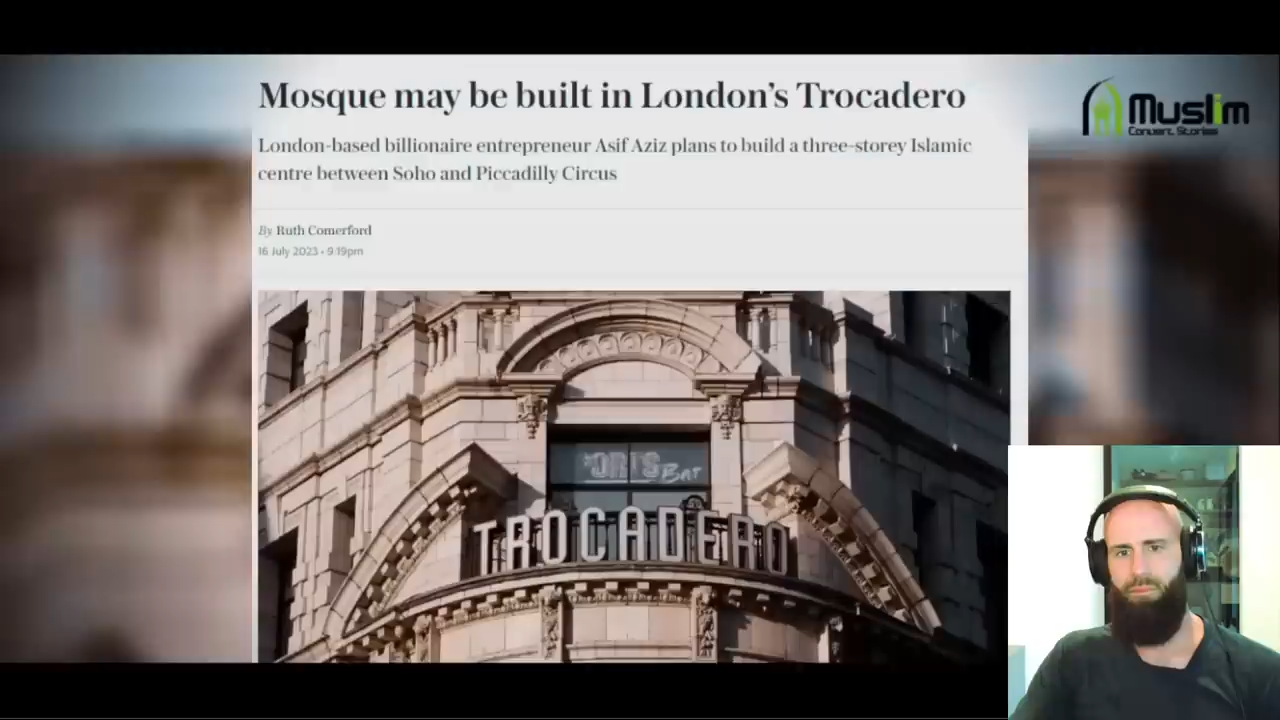 Mosque may be built in London's Trocadero
London-based billionaire entrepreneur Asif Aziz plans to build a three-storey Islamic
centre between Soho and Piccadilly Circus
By Ruth Comerford
16 July 2023 • 9:19pm
Muslim
Convert Stories
Bar
TROCADERO